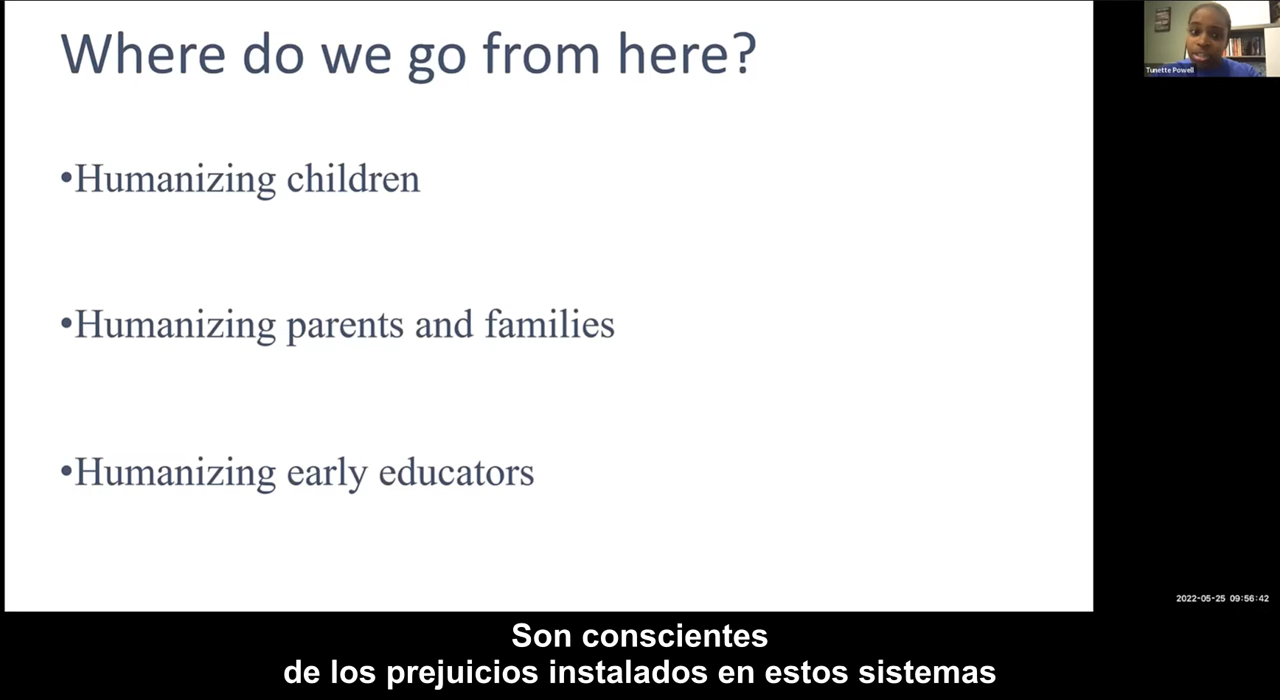 Where do we go from here?
Tunette Powell
•Humanizing children
•Humanizing parents and families
•Humanizing early educators
2022-05-25 09:56:42
Son conscientes
de los prejuicios instalados en estos sistemas